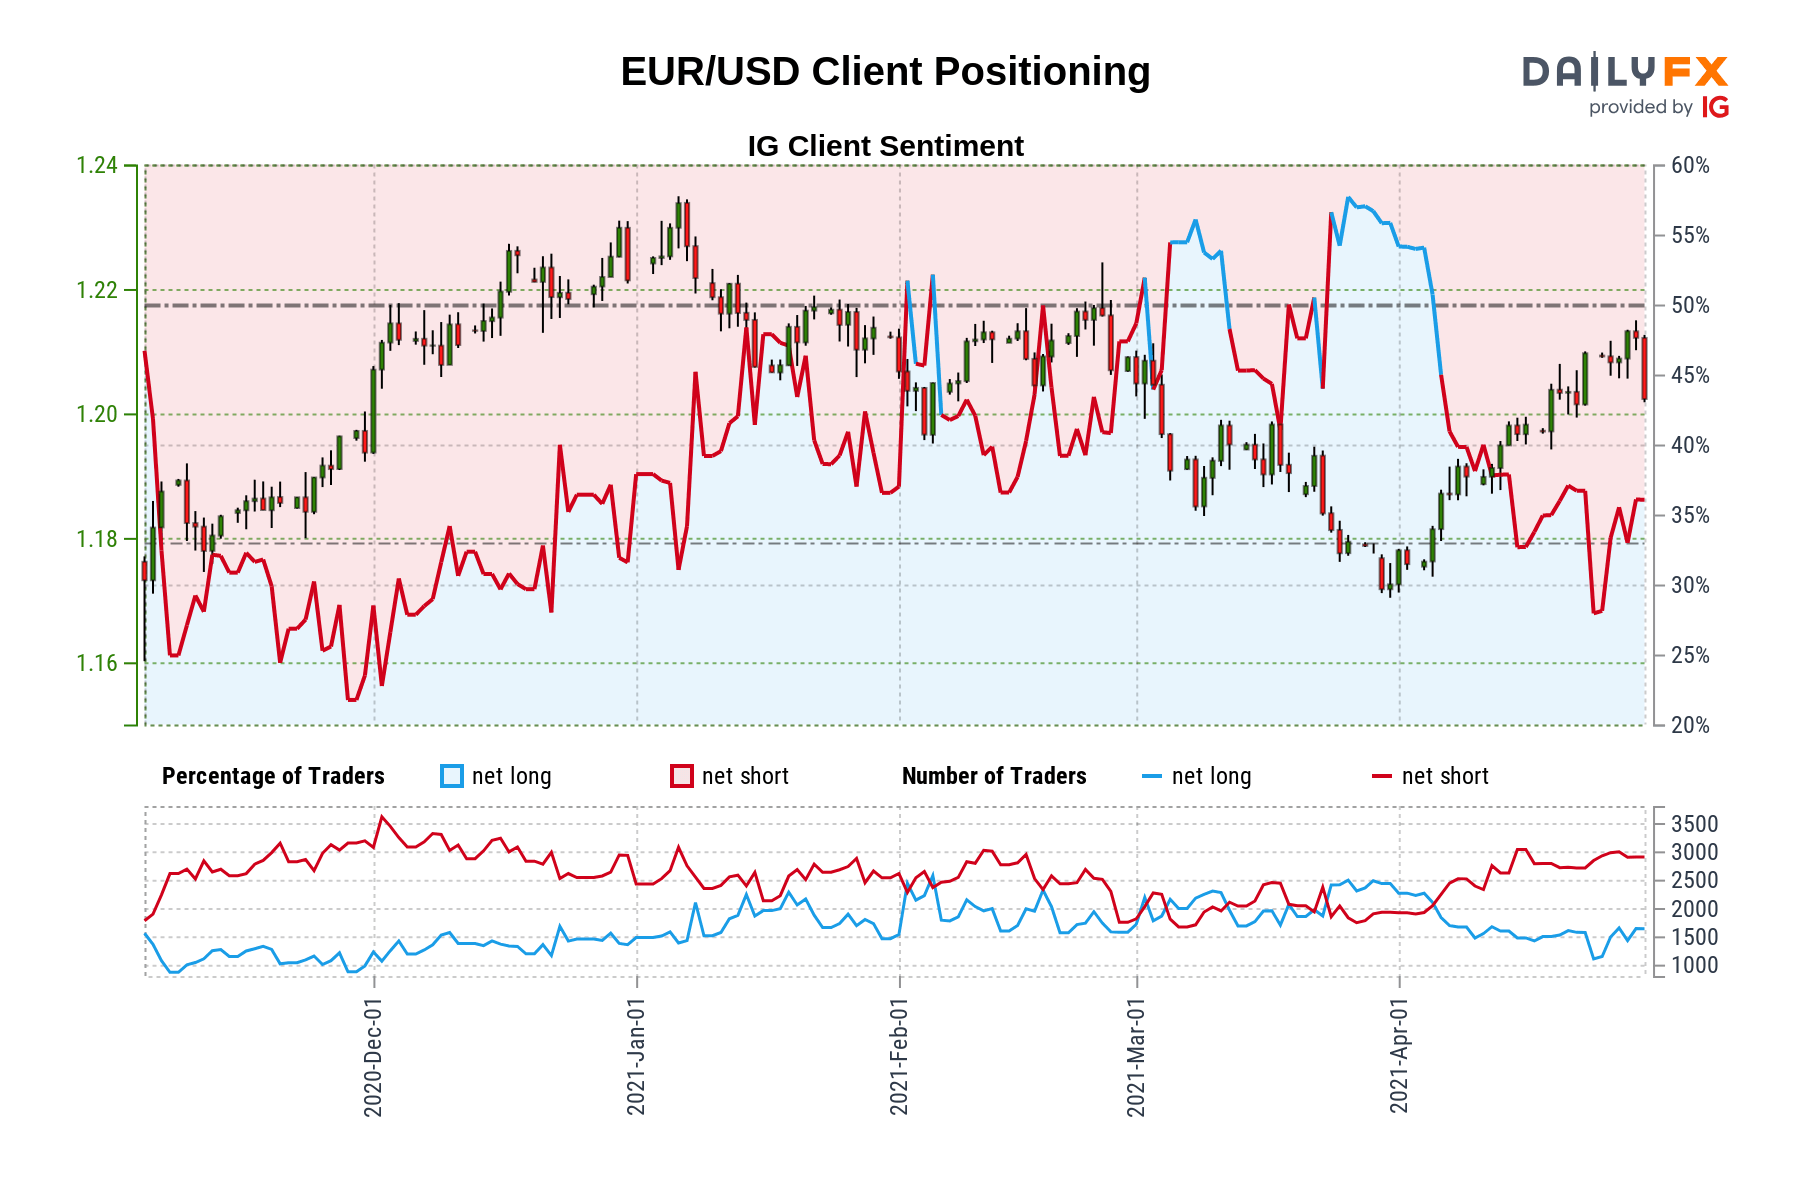 EUR/USD Client Positioning
DAILYFX
provided by IG
IG Client Sentiment
1.24
1.22
1.20
1.18
1.16
60%
55%
50%
45%
40%
35%
30%
25%
20%
Percentage of Traders net long net short Number of Traders net long net short
3500
3000
2500
2000
1500
1000
2020-Dec-01
2021-Jan-01
2021-Feb-01
2021-Mar-01
2021-Apr-01